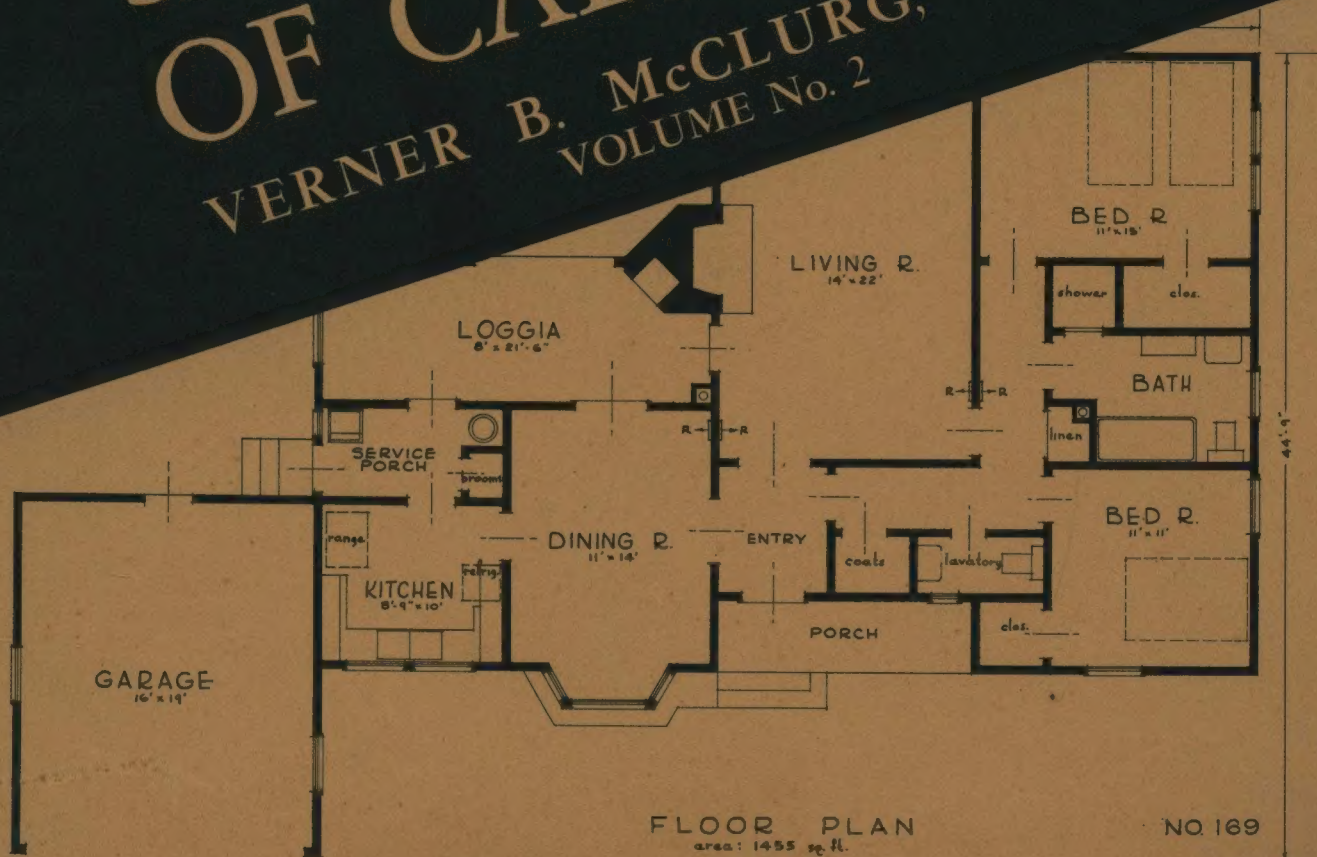 OF
VERNER B. McCLURG,
VOLUME No. 2
BED R.
11' x 15'
LIVING R.
14' x 22'
shower
clos.
LOGGIA
8' x 21'-6"
BATH
R R
R R
linen
SERVICE
PORCH
brooms
44'-9"
BED R.
11' x 11'
range
DINING R.
11' x 14'
ENTRY
coats
lavatory
refrig.
KITCHEN
8'-9" x 10'
clos.
PORCH
GARAGE
16' x 19'
FLOOR PLAN
area: 1455 sq. ft.
NO. 169